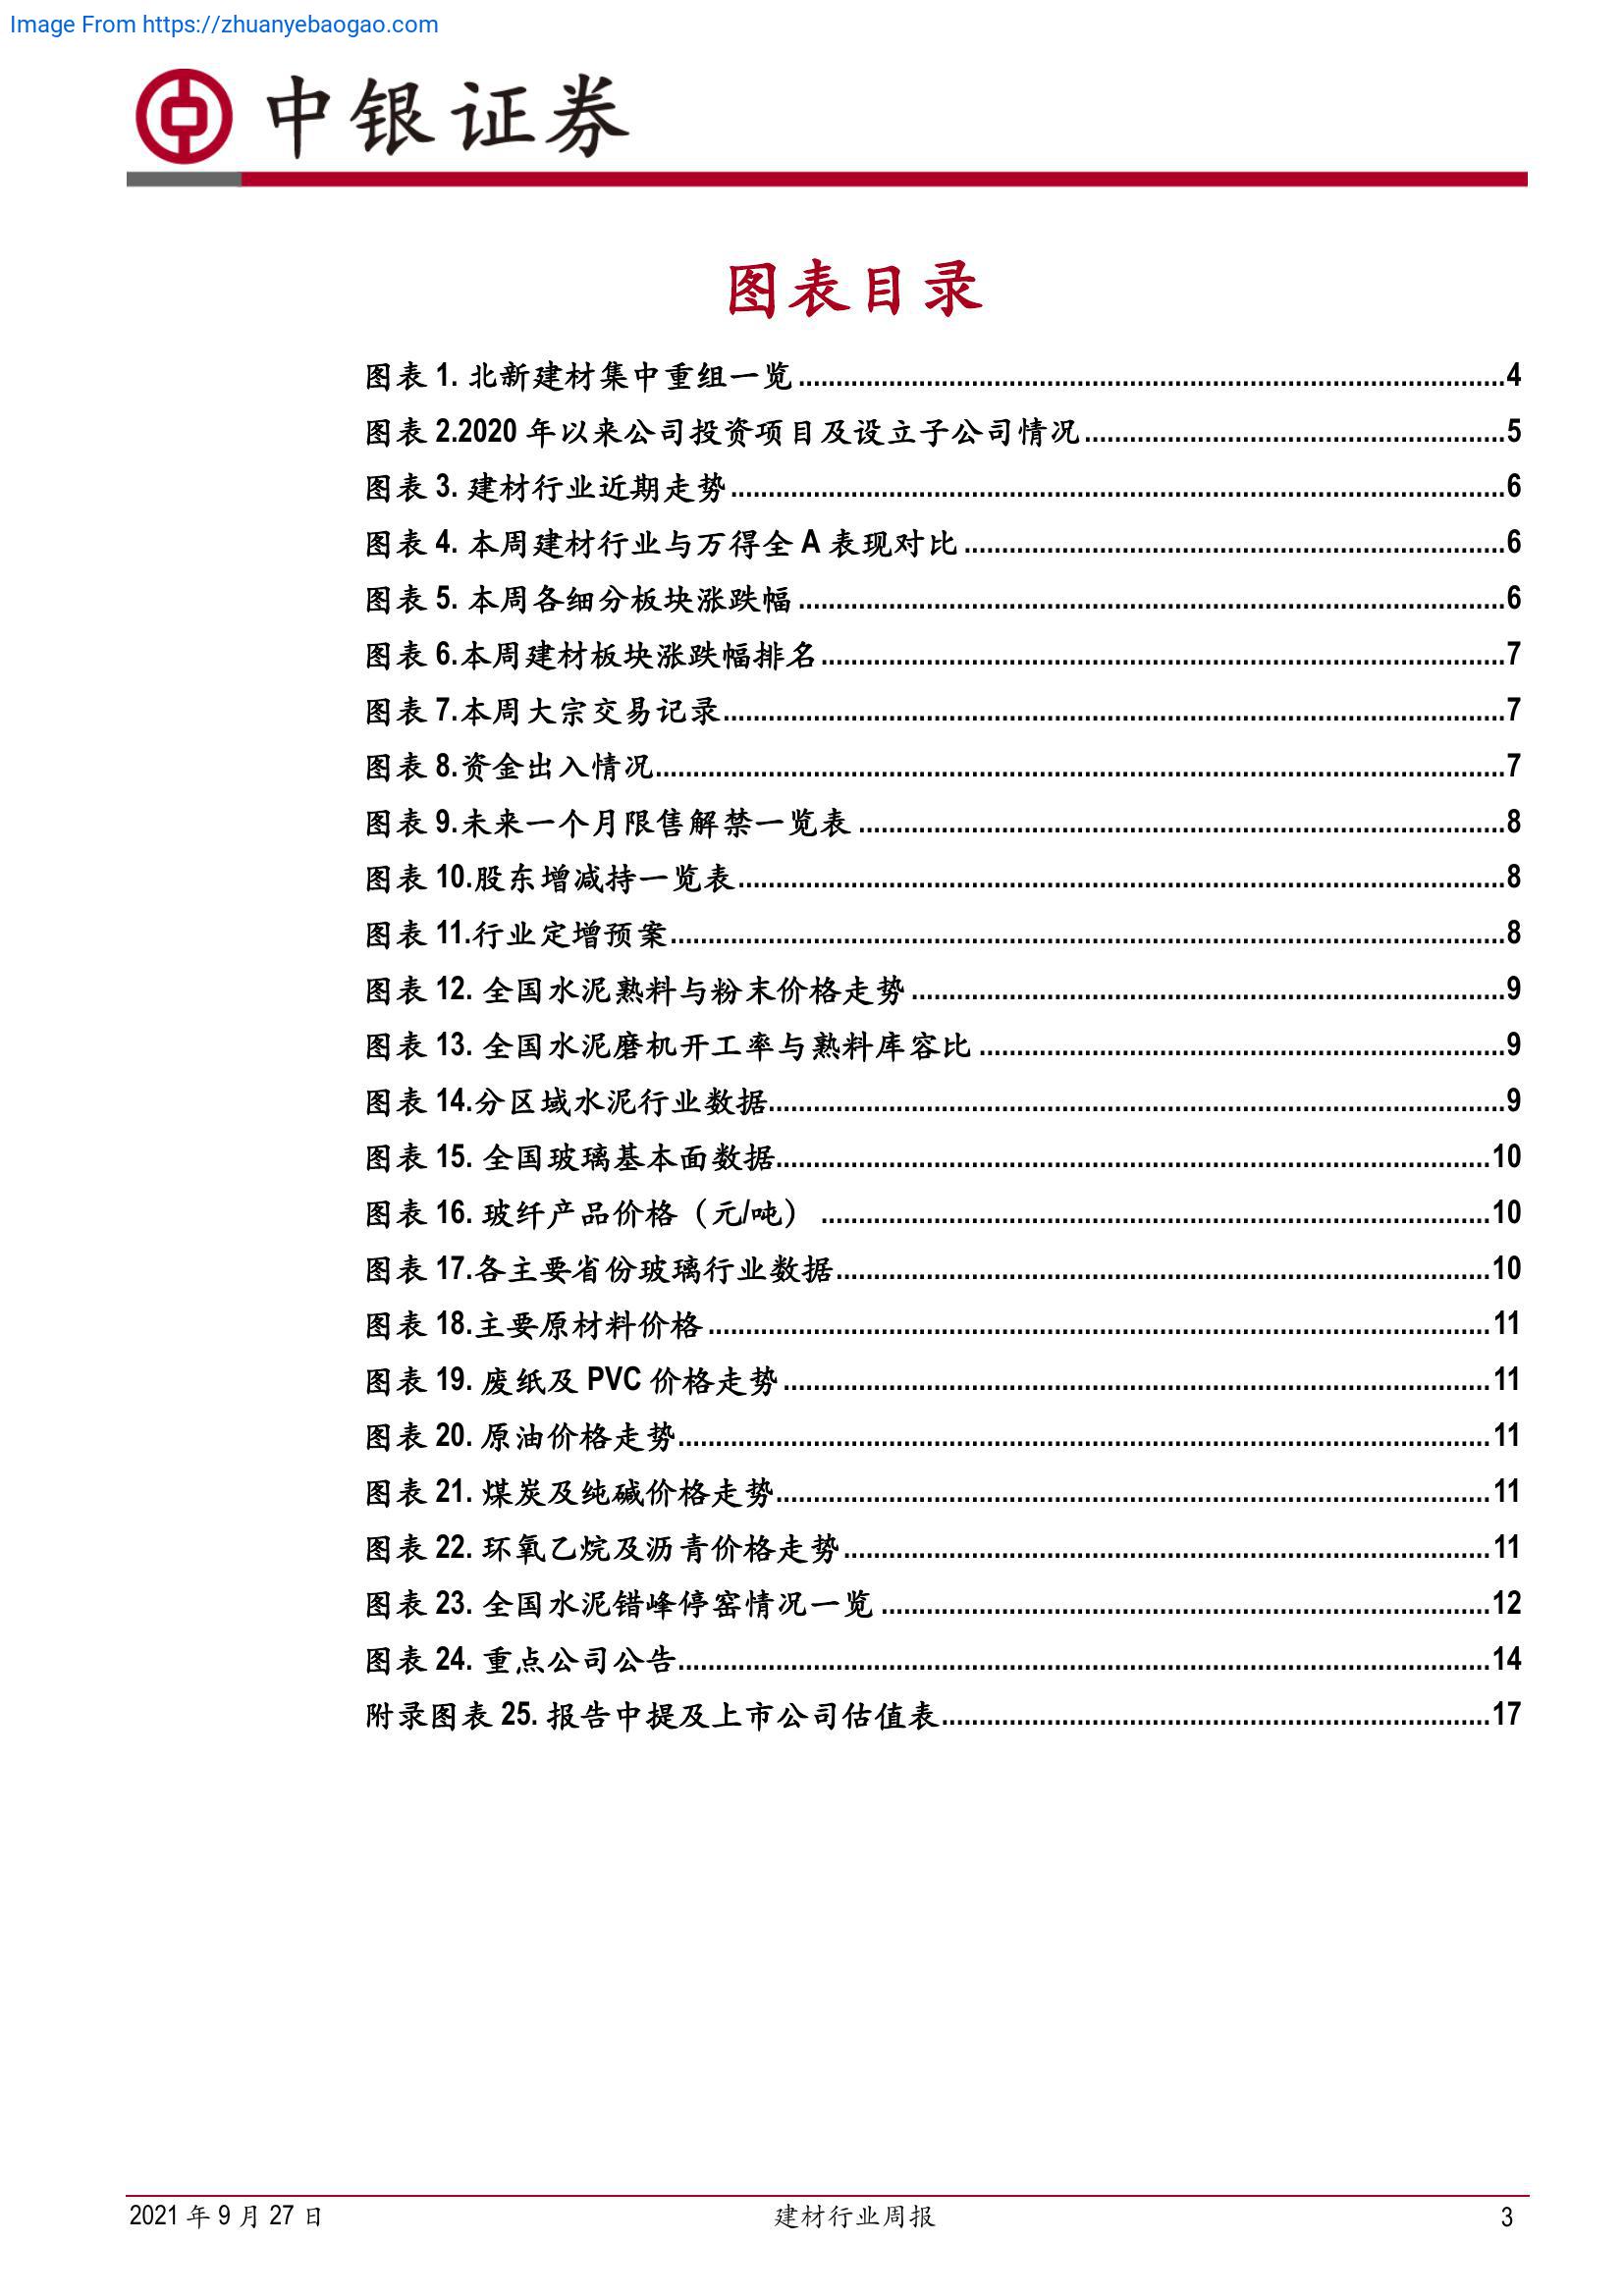 Image From https://zhuanyebaogao.com
中银证券
图表目录
图表 1. 北新建材集中重组一览..........4
图表 2.2020 年以来公司投资项目及设立子公司情况..........5
图表 3. 建材行业近期走势..........6
图表 4. 本周建材行业与万得全 A 表现对比..........6
图表 5. 本周各细分板块涨跌幅..........6
图表 6.本周建材板块涨跌幅排名..........7
图表 7.本周大宗交易记录..........7
图表 8.资金出入情况..........7
图表 9.未来一个月限售解禁一览表..........8
图表 10.股东增减持一览表..........8
图表 11.行业定增预案..........8
图表 12. 全国水泥熟料与粉末价格走势..........9
图表 13. 全国水泥磨机开工率与熟料库容比..........9
图表 14.分区域水泥行业数据..........9
图表 15. 全国玻璃基本面数据..........10
图表 16. 玻纤产品价格（元/吨）..........10
图表 17.各主要省份玻璃行业数据..........10
图表 18.主要原材料价格..........11
图表 19. 废纸及 PVC 价格走势..........11
图表 20. 原油价格走势..........11
图表 21. 煤炭及纯碱价格走势..........11
图表 22. 环氧乙烷及沥青价格走势..........11
图表 23. 全国水泥错峰停窑情况一览..........12
图表 24. 重点公司公告..........14
附录图表 25. 报告中提及上市公司估值表..........17
2021 年 9 月 27 日 建材行业周报 3